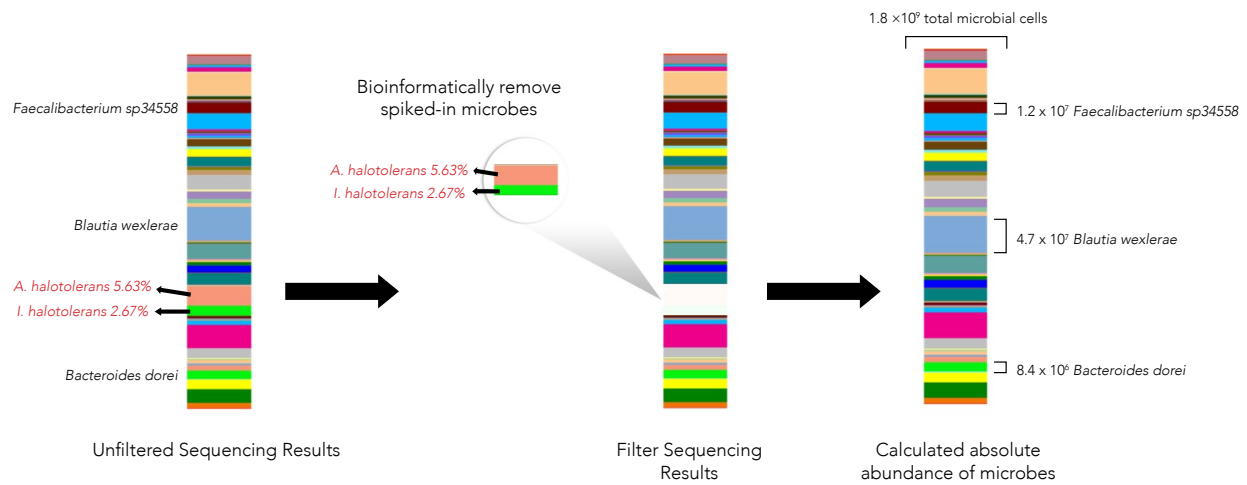 Faecalibacterium sp34558
Blautia wexlerae
A. halotolerans 5.63%
I. halotolerans 2.67%
Bacteroides dorei
Unfiltered Sequencing Results
Bioinformatically remove
spiked-in microbes
A. halotolerans 5.63%
I. halotolerans 2.67%
Filter Sequencing
Results
1.8 ×10⁹ total microbial cells
1.2 x 10⁷ Faecalibacterium sp34558
4.7 x 10⁷ Blautia wexlerae
8.4 x 10⁶ Bacteroides dorei
Calculated absolute
abundance of microbes